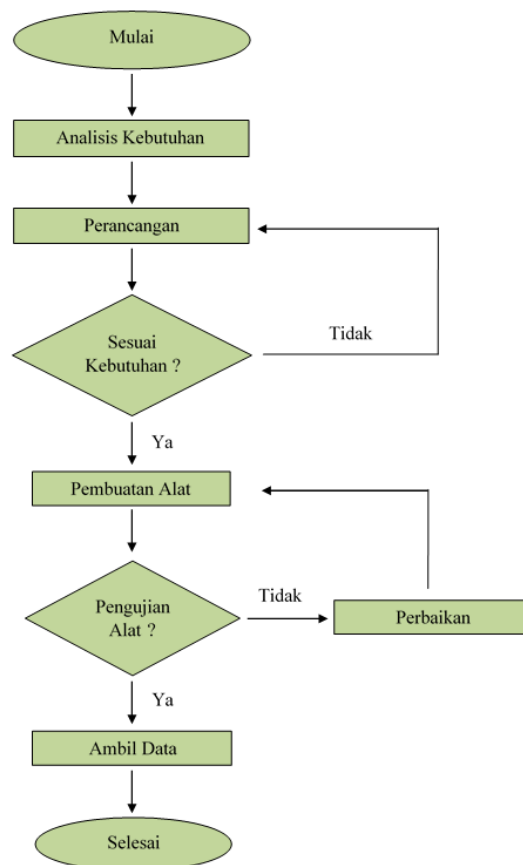 Mulai
Analisis Kebutuhan
Perancangan
Sesuai
Kebutuhan ?
Tidak
Ya
Pembuatan Alat
Pengujian
Alat ?
Tidak
Perbaikan
Ya
Ambil Data
Selesai